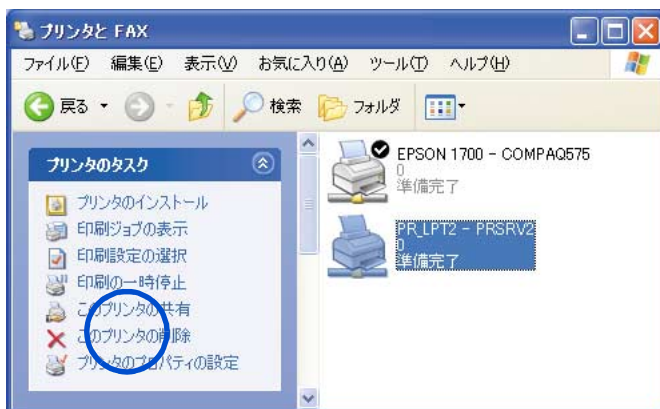 プリンタと FAX
ファイル(F) 編集(E) 表示(V) お気に入り(A) ツール(T) ヘルプ(H)
戻る 検索 フォルダ
プリンタのタスク
プリンタのインストール
印刷ジョブの表示
印刷設定の選択
印刷の一時停止
このプリンタの共有
このプリンタの削除
プリンタのプロパティの設定
EPSON 1700 - COMPAQ575
0
準備完了
PR_LPT2 - PRSRV2
0
準備完了